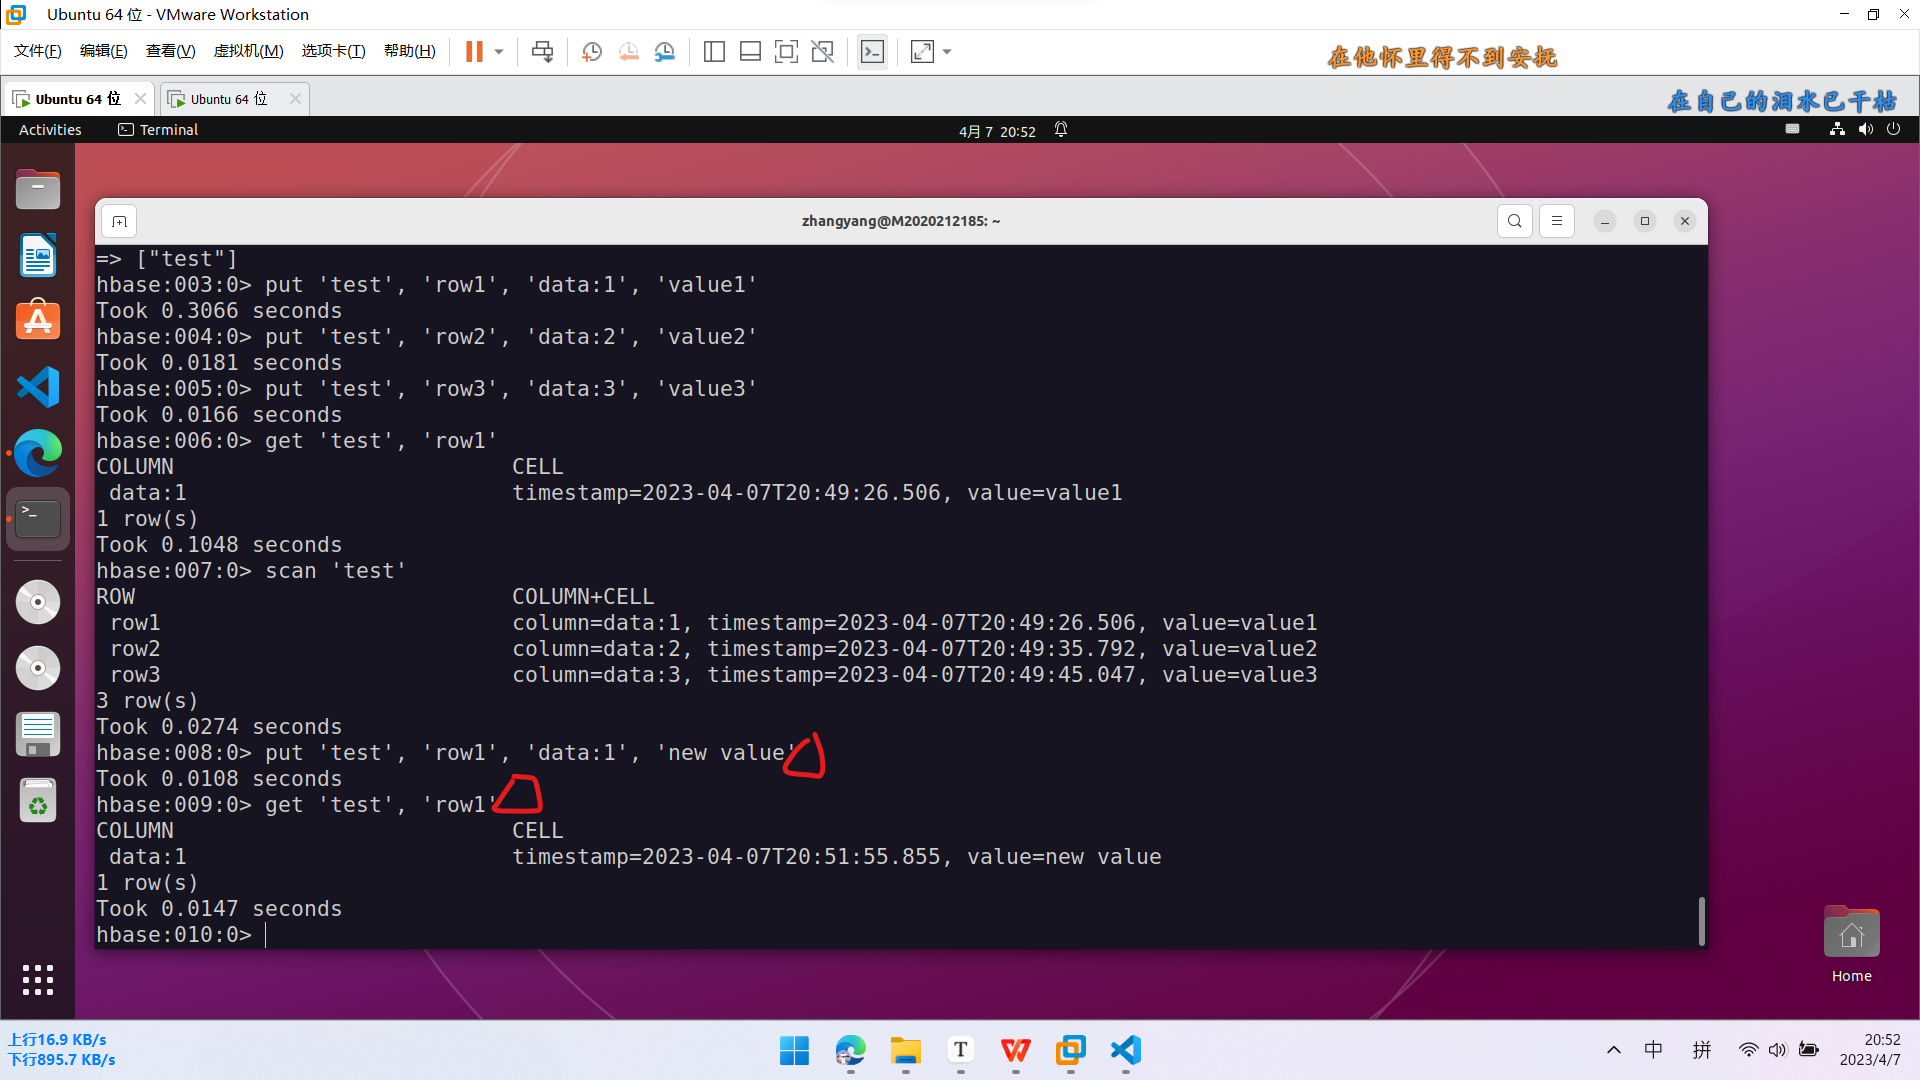 Ubuntu 64 位 - VMware Workstation
文件(F) 编辑(E) 查看(V) 虚拟机(M) 选项卡(T) 帮助(H)
在他怀里得不到安抚
Ubuntu 64 位 Ubuntu 64 位
在自己的泪水已干枯
Activities Terminal 4月 7 20:52
zhangyang@M2020212185: ~
=> ["test"]
hbase:003:0> put 'test', 'row1', 'data:1', 'value1'
Took 0.3066 seconds
hbase:004:0> put 'test', 'row2', 'data:2', 'value2'
Took 0.0181 seconds
hbase:005:0> put 'test', 'row3', 'data:3', 'value3'
Took 0.0166 seconds
hbase:006:0> get 'test', 'row1'
COLUMN CELL
data:1 timestamp=2023-04-07T20:49:26.506, value=value1
1 row(s)
Took 0.1048 seconds
hbase:007:0> scan 'test'
ROW COLUMN+CELL
row1 column=data:1, timestamp=2023-04-07T20:49:26.506, value=value1
row2 column=data:2, timestamp=2023-04-07T20:49:35.792, value=value2
row3 column=data:3, timestamp=2023-04-07T20:49:45.047, value=value3
3 row(s)
Took 0.0274 seconds
hbase:008:0> put 'test', 'row1', 'data:1', 'new value'
Took 0.0108 seconds
hbase:009:0> get 'test', 'row1'
COLUMN CELL
data:1 timestamp=2023-04-07T20:51:55.855, value=new value
1 row(s)
Took 0.0147 seconds
hbase:010:0>
Home
上行16.9 KB/s
下行895.7 KB/s
中 拼
20:52
2023/4/7